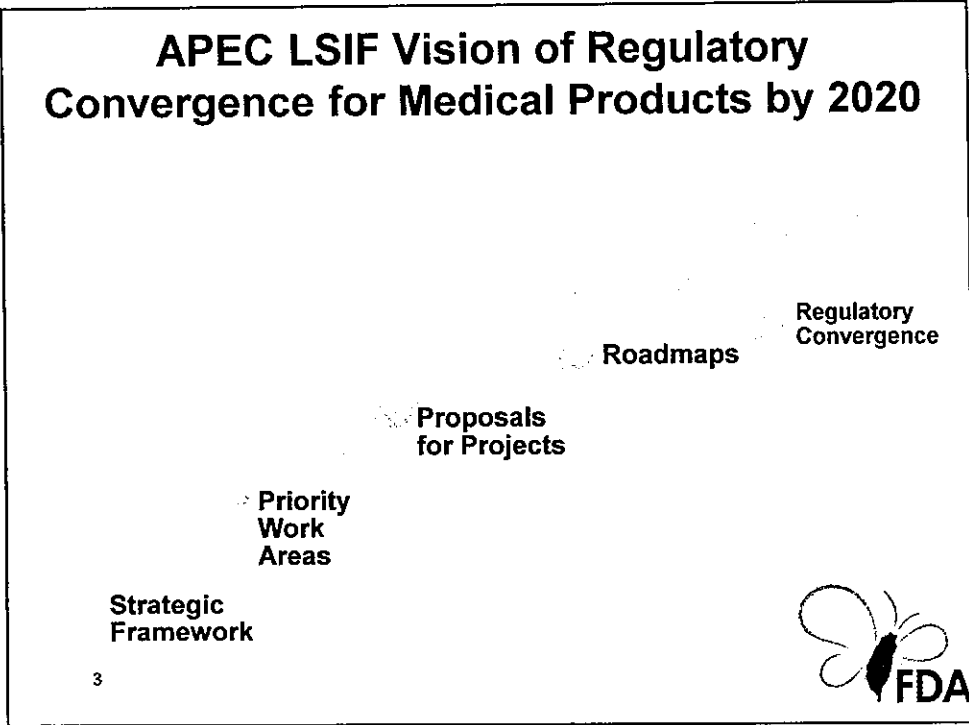 APEC LSIF Vision of Regulatory
Convergence for Medical Products by 2020
Regulatory
Convergence
Roadmaps
Proposals
for Projects
Priority
Work
Areas
Strategic
Framework
3
FDA